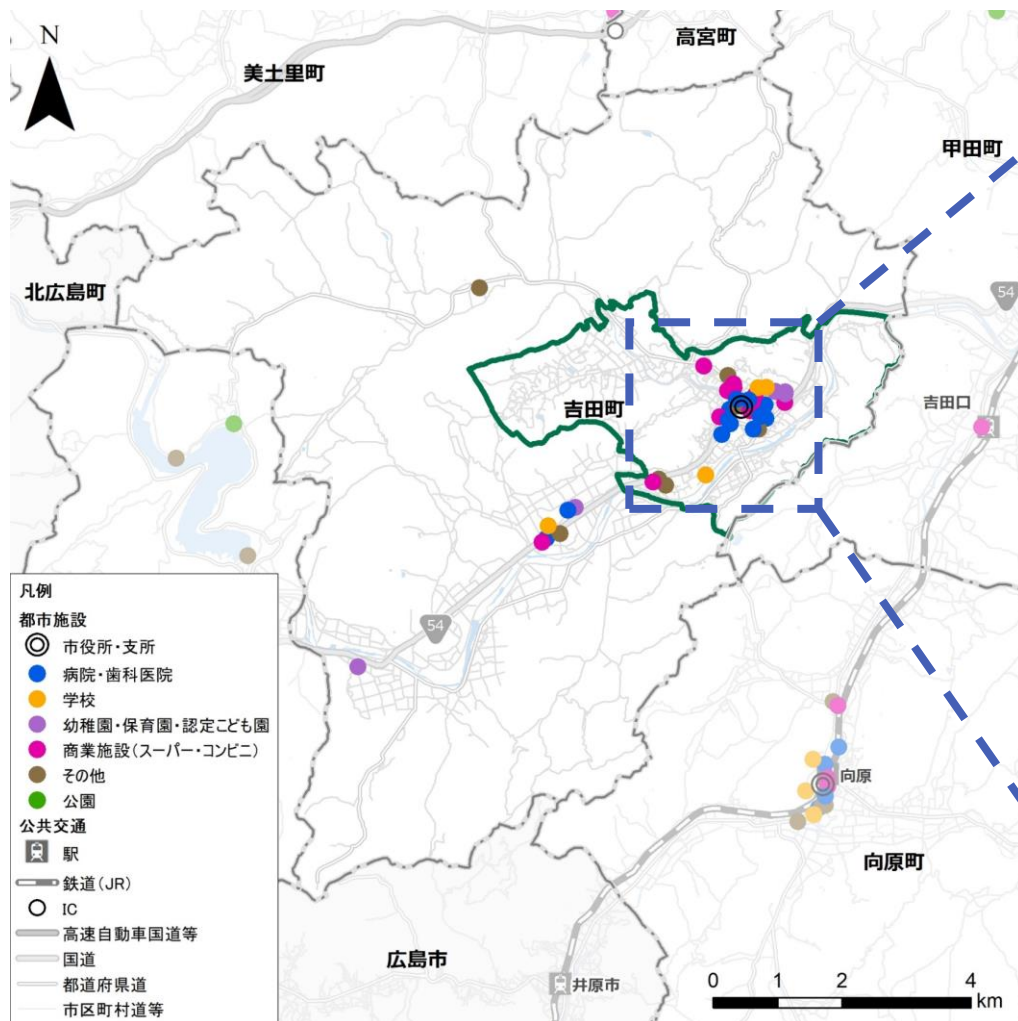 N
高宮町
美土里町
甲田町
北広島町
54
吉田町
吉田口
54
向原
向原町
広島市
井原市
凡例
都市施設
市役所・支所
病院・歯科医院
学校
幼稚園・保育園・認定こども園
商業施設(スーパー・コンビニ)
その他
公園
公共交通
駅
鉄道(JR)
IC
高速自動車国道等
国道
都道府県道
市区町村道等
0 1 2 4
km